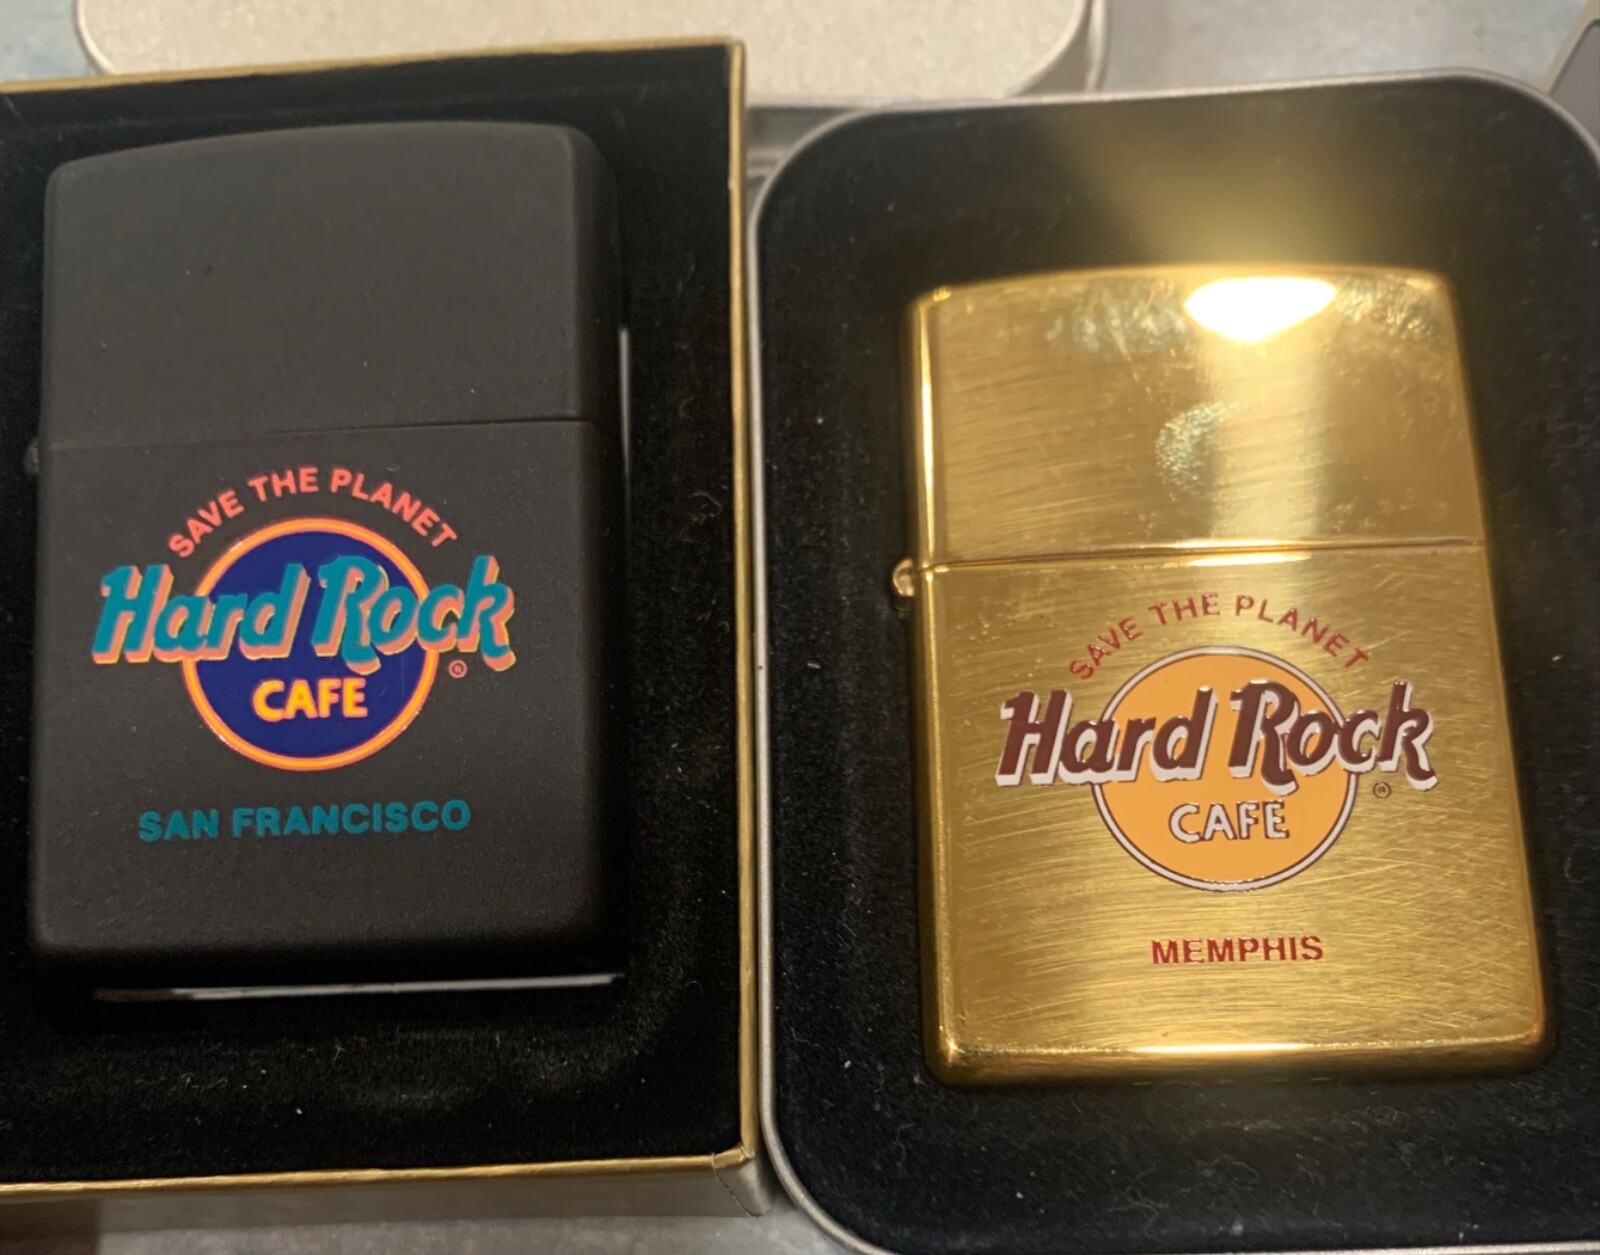 SAVE THE PLANET
Hard Rock
®
CAFE
SAN FRANCISCO
SAVE THE PLANET
Hard Rock
®
CAFE
MEMPHIS